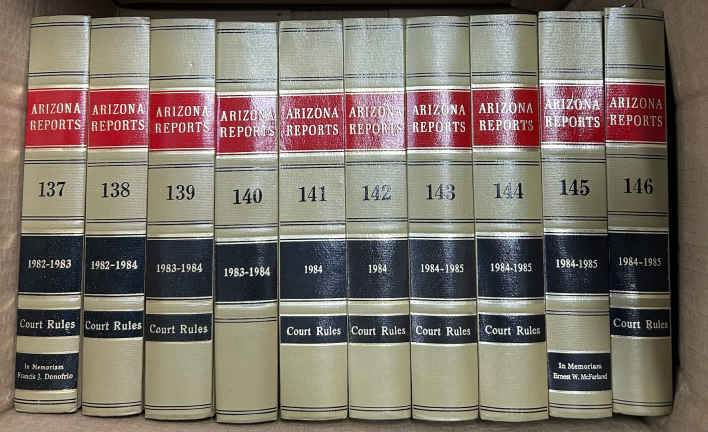 ARIZONA
REPORTS
137
1982-1983
Court Rules
In Memoriam
Francis J. Donofrio
ARIZONA
REPORTS
138
1982-1984
Court Rules
ARIZONA
REPORTS
139
1983-1984
Court Rules
ARIZONA
REPORTS
140
1983-1984
ARIZONA
REPORTS
141
1984
Court Rules
ARIZONA
REPORTS
142
1984
Court Rules
ARIZONA
REPORTS
143
1984-1985
Court Rules
ARIZONA
REPORTS
144
1984-1985
Court Rules
ARIZONA
REPORTS
145
1984-1985
In Memoriam
Ernest W. McFarland
ARIZONA
REPORTS
146
1984-1985
Court Rules